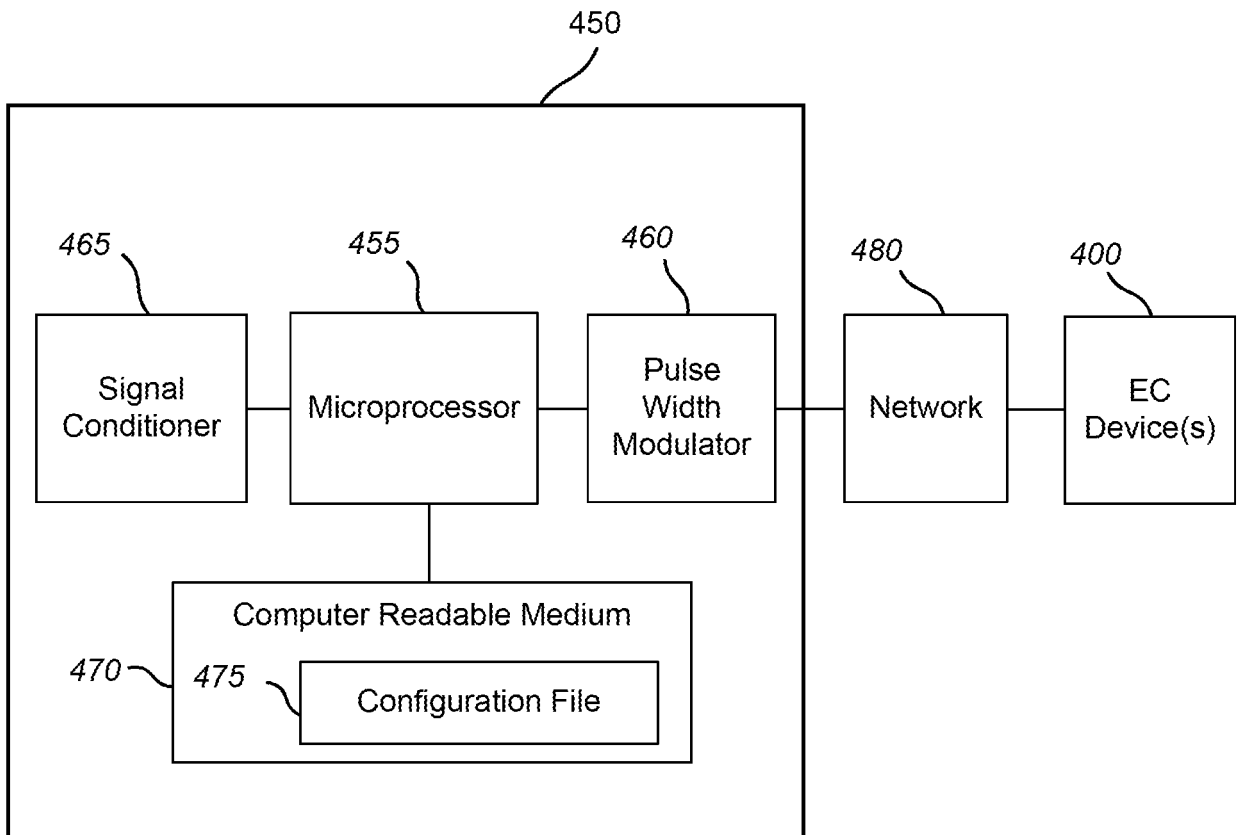 450
465
455
460
480
400
Signal
Conditioner
Microprocessor
Pulse
Width
Modulator
Network
EC
Device(s)
Computer Readable Medium
470
475
Configuration File